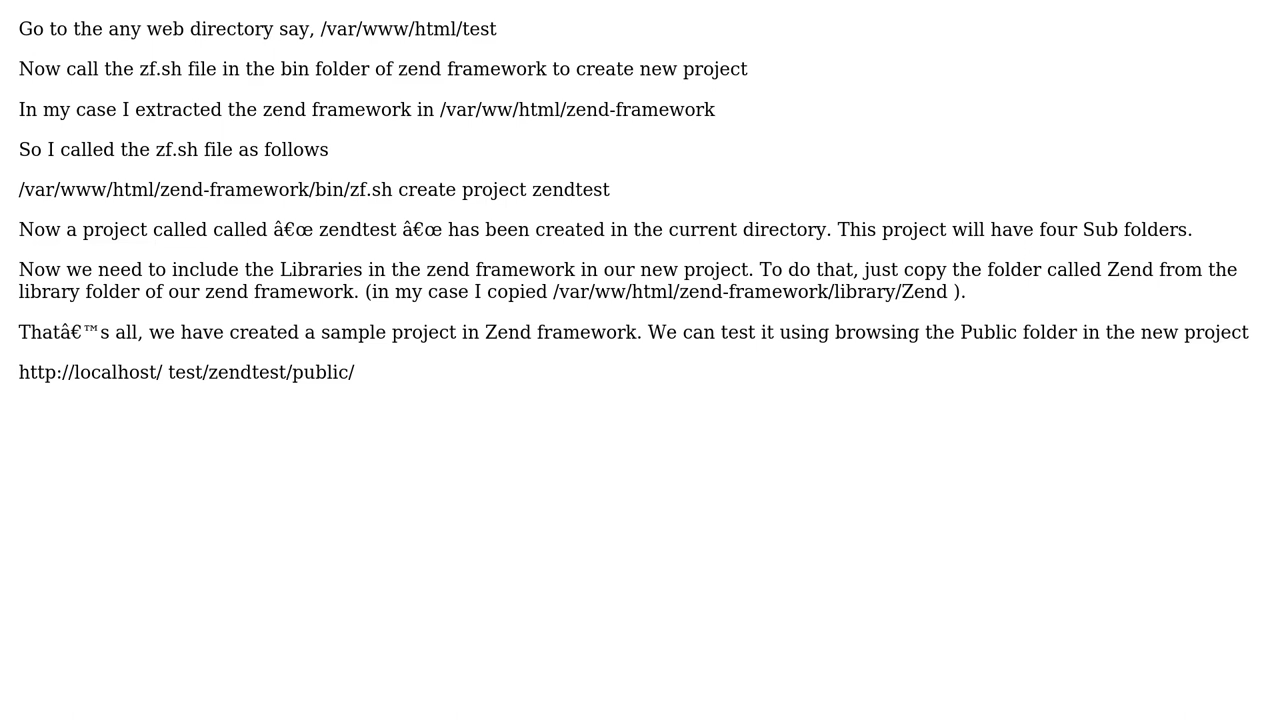 Go to the any web directory say, /var/www/html/test
Now call the zf.sh file in the bin folder of zend framework to create new project
In my case I extracted the zend framework in /var/ww/html/zend-framework
So I called the zf.sh file as follows
/var/www/html/zend-framework/bin/zf.sh create project zendtest
Now a project called called â€œ zendtest â€œ has been created in the current directory. This project will have four Sub folders.
Now we need to include the Libraries in the zend framework in our new project. To do that, just copy the folder called Zend from the
library folder of our zend framework. (in my case I copied /var/ww/html/zend-framework/library/Zend ).
Thatâ€™s all, we have created a sample project in Zend framework. We can test it using browsing the Public folder in the new project
http://localhost/ test/zendtest/public/